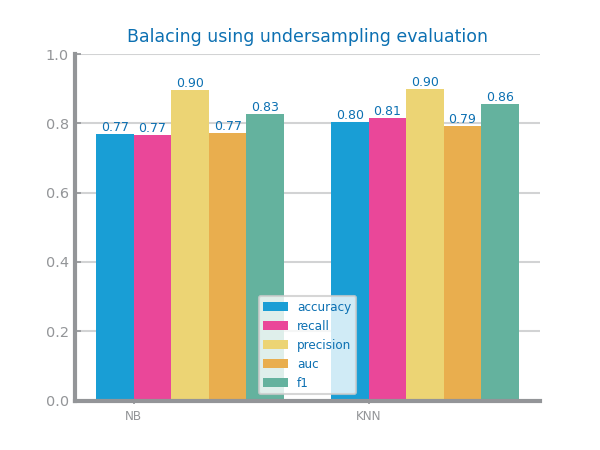 Balacing using undersampling evaluation
1.0
0.8
0.6
0.4
0.2
0.0
0.77
0.77
0.90
0.77
0.83
0.80
0.81
0.90
0.79
0.86
accuracy
recall
precision
auc
f1
NB
KNN